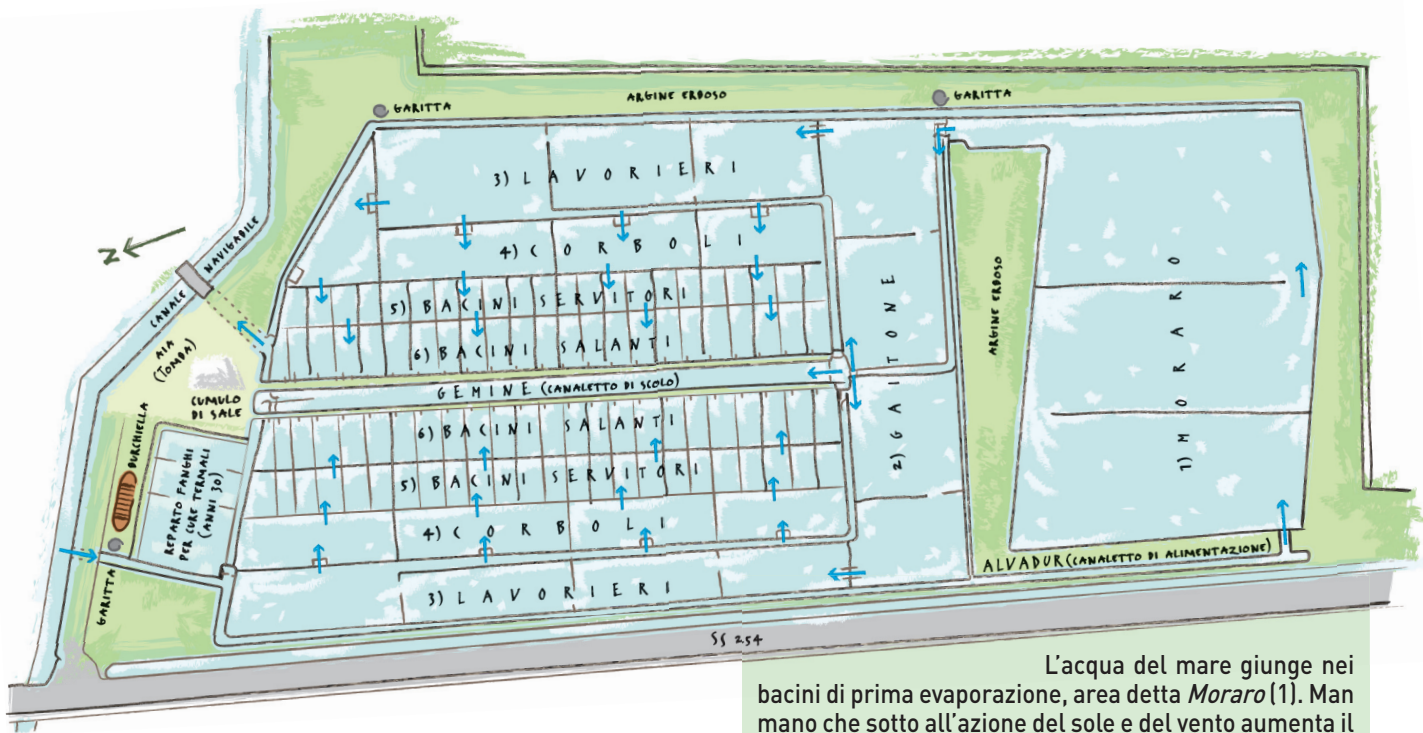 GARITTA
ARGINE ERBOSO
GARITTA
3) LAVORIERI
N
CANALE NAVIGABILE
4) CORBOLI
5) BACINI SERVITORI
6) BACINI SALANTI
AIA
(TOMBA)
CUMULO
DI SALE
GEMINE (CANALETTO DI SCOLO)
2) GAITONE
ARGINE ERBOSO
1) MORARO
6) BACINI SALANTI
5) BACINI SERVITORI
4) CORBOLI
3) LAVORIERI
BURCHIELLA
REPARTO FANGHI
PER CURE TERMALI
(ANNI 30)
GARITTA
ALVADUR (CANALETTO DI ALIMENTAZIONE)
SS 254
L'acqua del mare giunge nei
bacini di prima evaporazione, area detta Moraro (1). Man
mano che sotto all'azione del sole e del vento aumenta il